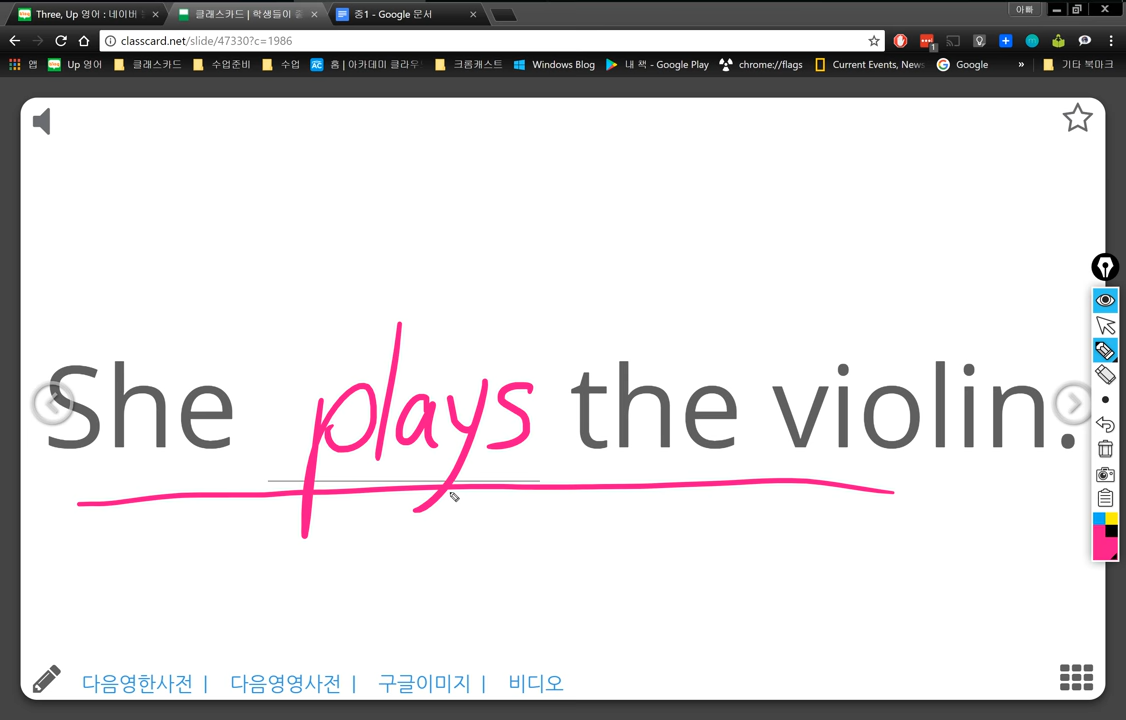 Three, Up 영어 : 네이버
클래스카드 | 학생들이 좋
중1 - Google 문서
아빠
classcard.net/slide/47330?c=1986
1
앱
Up 영어
클래스카드
수업준비
수업
홈 | 아카데미 클라우
크롬캐스트
Windows Blog
내 책 - Google Play
chrome://flags
Current Events, News
Google
»
기타 북마크
She plays the violin.
다음영한사전 | 다음영영사전 | 구글이미지 | 비디오